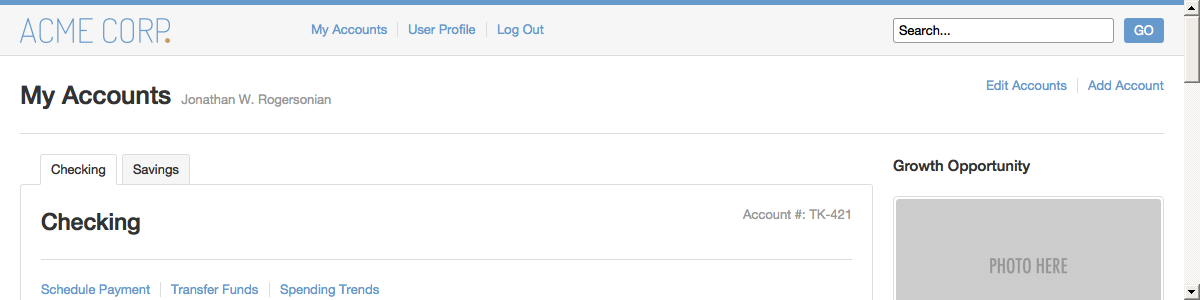 ACME CORP.
My Accounts
User Profile
Log Out
Search...
GO
My Accounts
Jonathan W. Rogersonian
Edit Accounts
Add Account
Checking
Savings
Checking
Account #: TK-421
Schedule Payment
Transfer Funds
Spending Trends
Growth Opportunity
PHOTO HERE